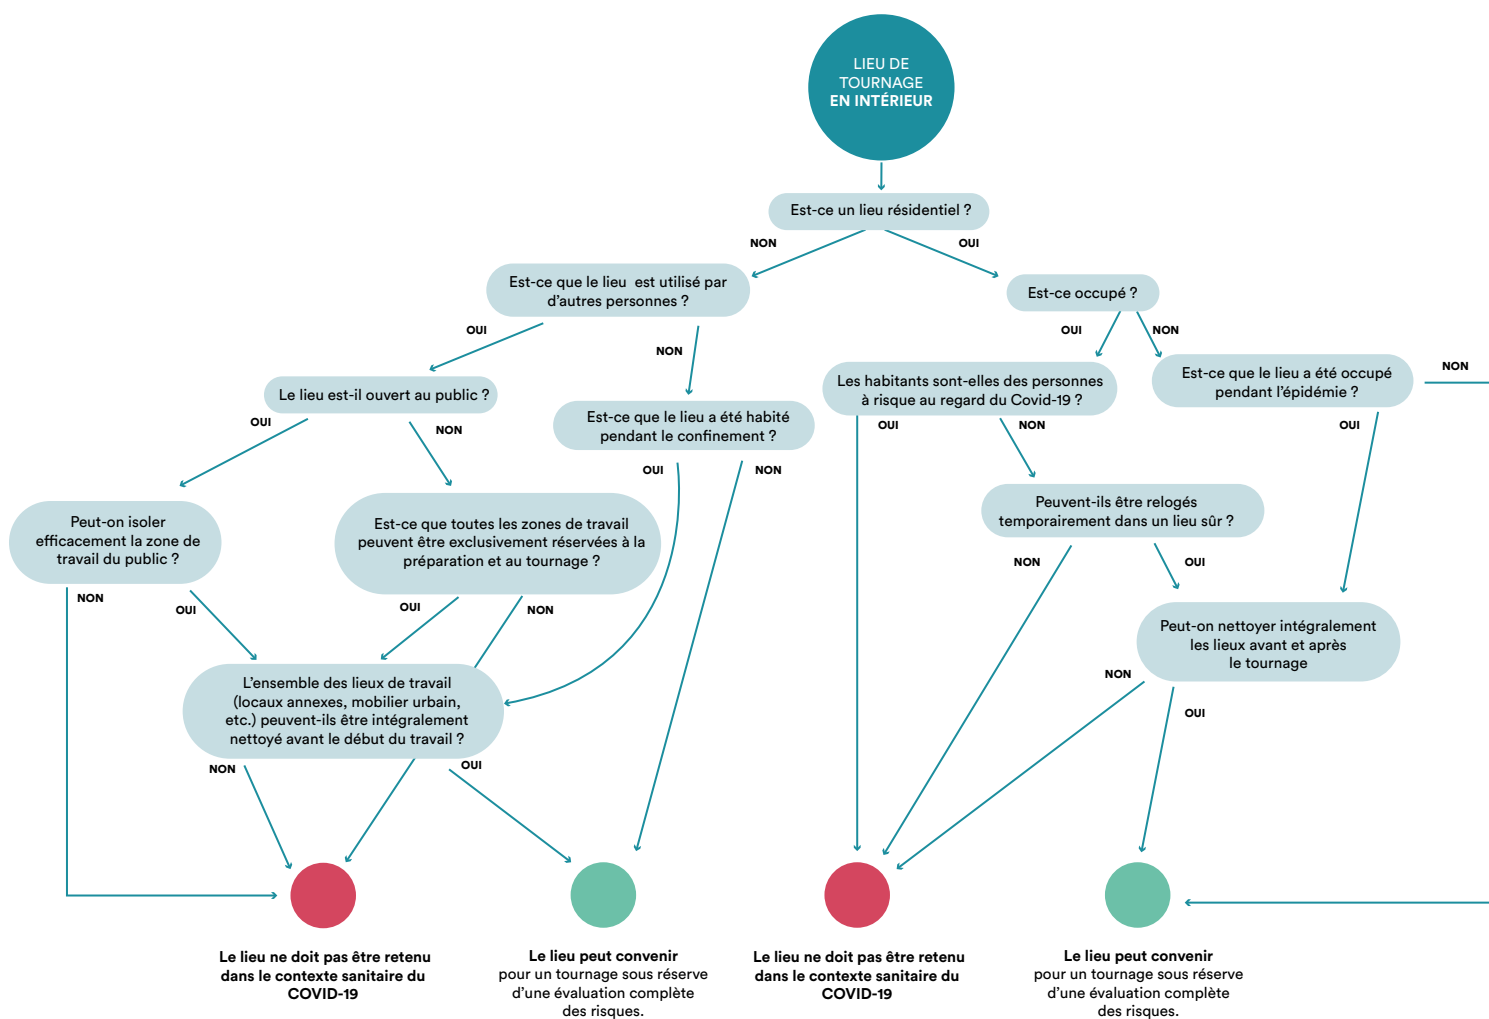 LIEU DE
TOURNAGE
EN INTÉRIEUR
Est-ce un lieu résidentiel ?
NON
OUI
Est-ce que le lieu est utilisé par
d'autres personnes ?
Est-ce occupé ?
OUI
NON
OUI
NON
Le lieu est-il ouvert au public ?
Est-ce que le lieu a été habité
pendant le confinement ?
Les habitants sont-elles des personnes
à risque au regard du Covid-19 ?
Est-ce que le lieu a été occupé
pendant l'épidémie ?
NON
OUI
NON
OUI
NON
OUI
NON
OUI
Peut-on isoler
efficacement la zone de
travail du public ?
Est-ce que toutes les zones de travail
peuvent être exclusivement réservées à la
préparation et au tournage ?
Peuvent-ils être relogés
temporairement dans un lieu sûr ?
NON
OUI
OUI
NON
NON
OUI
L'ensemble des lieux de travail
(locaux annexes, mobilier urbain,
etc.) peuvent-ils être intégralement
nettoyé avant le début du travail ?
Peut-on nettoyer intégralement
les lieux avant et après
le tournage
NON
OUI
NON
OUI
Le lieu ne doit pas être retenu
dans le contexte sanitaire du
COVID-19
Le lieu peut convenir
pour un tournage sous réserve
d'une évaluation complète
des risques.
Le lieu ne doit pas être retenu
dans le contexte sanitaire du
COVID-19
Le lieu peut convenir
pour un tournage sous réserve
d'une évaluation complète
des risques.